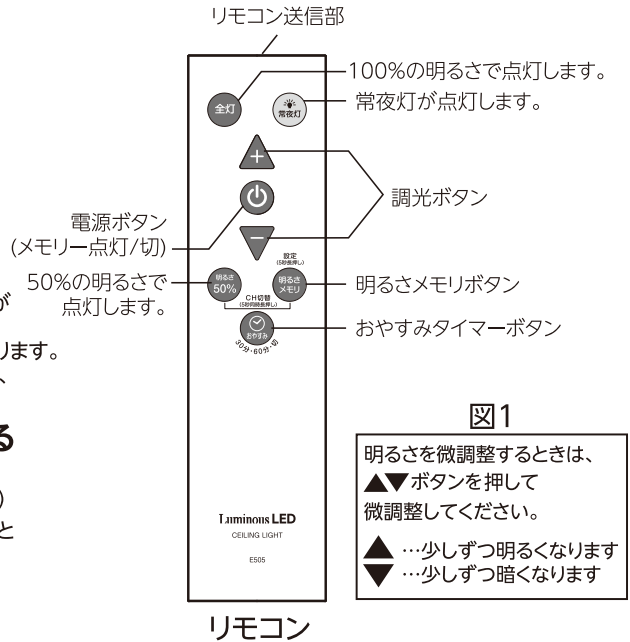 リモコン送信部
100%の明るさで点灯します。
全灯
常夜灯
常夜灯が点灯します。
+
調光ボタン
電源ボタン
(メモリー点灯/切)
−
設定
(5秒長押し)
50%の明るさで
点灯します。
明るさ
50%
明るさ
メモリ
明るさメモリボタン
CH切替
(5秒同時長押し)
おやすみ
30分・60分・切
おやすみタイマーボタン
が
ります。
、
る
)
と
Luminous LED
CEILING LIGHT
E505
リモコン
図1
明るさを微調整するときは、
▲▼ボタンを押して
微調整してください。
▲…少しずつ明るくなります
▼…少しずつ暗くなります